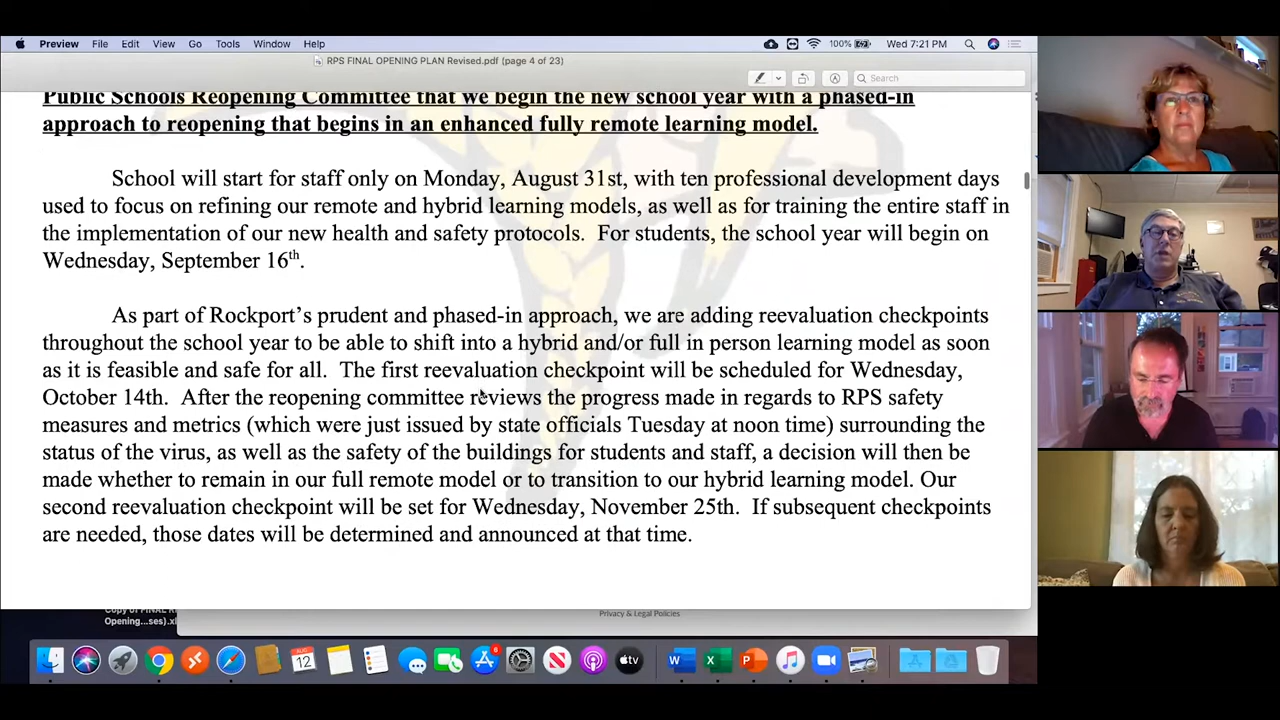 Preview File Edit View Go Tools Window Help 100% Wed 7:21 PM
RPS FINAL OPENING PLAN Revised.pdf (page 4 of 23)
Search
Public Schools Reopening Committee that we begin the new school year with a phased-in
approach to reopening that begins in an enhanced fully remote learning model.
School will start for staff only on Monday, August 31st, with ten professional development days
used to focus on refining our remote and hybrid learning models, as well as for training the entire staff in
the implementation of our new health and safety protocols. For students, the school year will begin on
Wednesday, September 16th.
As part of Rockport’s prudent and phased-in approach, we are adding reevaluation checkpoints
throughout the school year to be able to shift into a hybrid and/or full in person learning model as soon
as it is feasible and safe for all. The first reevaluation checkpoint will be scheduled for Wednesday,
October 14th. After the reopening committee reviews the progress made in regards to RPS safety
measures and metrics (which were just issued by state officials Tuesday at noon time) surrounding the
status of the virus, as well as the safety of the buildings for students and staff, a decision will then be
made whether to remain in our full remote model or to transition to our hybrid learning model. Our
second reevaluation checkpoint will be set for Wednesday, November 25th. If subsequent checkpoints
are needed, those dates will be determined and announced at that time.
Copy of FINAL
Opening...ses).xl
Privacy & Legal Policies
AUG
12
6
tv
W
X
P